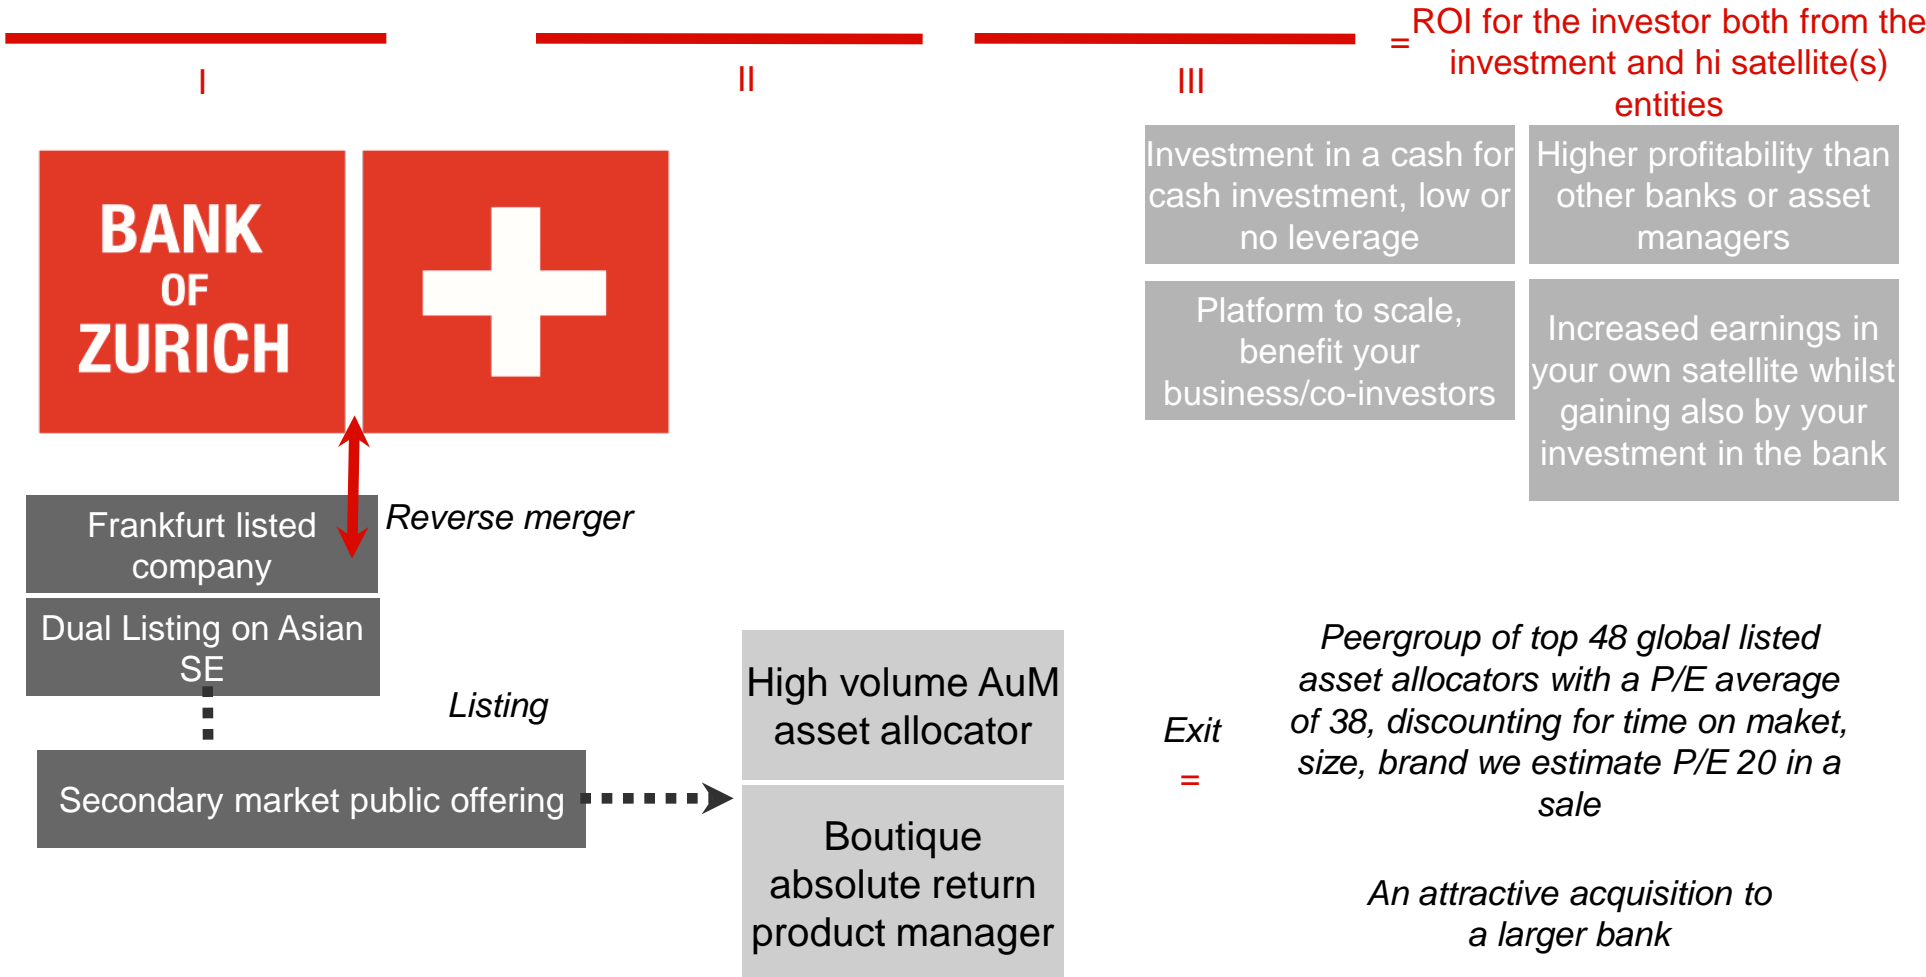 I
II
III
=
ROI for the investor both from the
investment and hi satellite(s)
entities
BANK
OF
ZURICH
Investment in a cash for
cash investment, low or
no leverage
Higher profitability than
other banks or asset
managers
Platform to scale,
benefit your
business/co-investors
Increased earnings in
your own satellite whilst
gaining also by your
investment in the bank
Reverse merger
Frankfurt listed
company
Dual Listing on Asian
SE
Listing
Secondary market public offering
High volume AuM
asset allocator
Boutique
absolute return
product manager
Exit
=
Peergroup of top 48 global listed
asset allocators with a P/E average
of 38, discounting for time on maket,
size, brand we estimate P/E 20 in a
sale
An attractive acquisition to
a larger bank